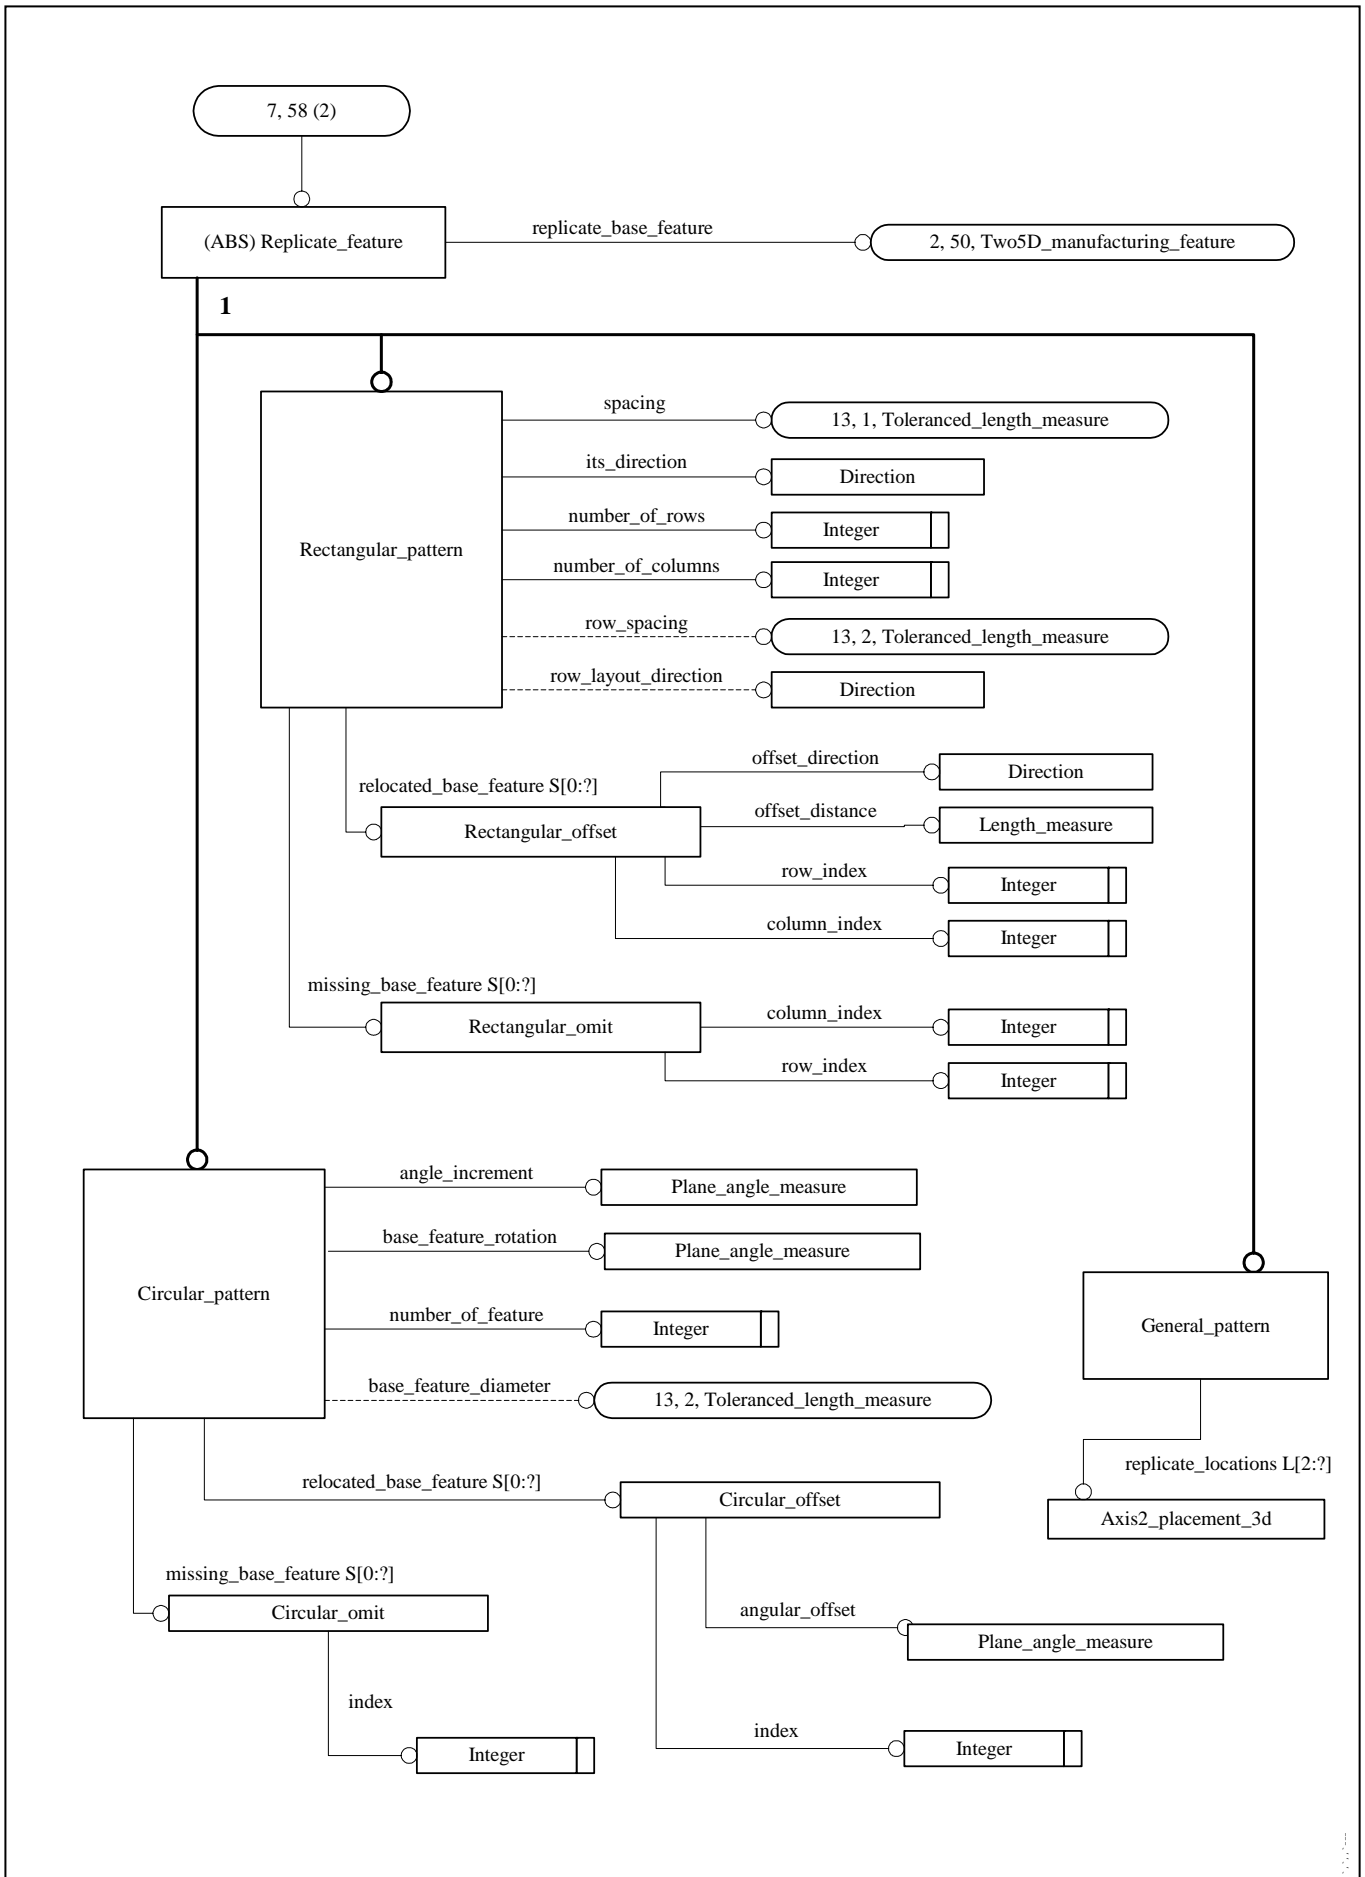 7, 58 (2)
(ABS) Replicate_feature
replicate_base_feature
2, 50, Two5D_manufacturing_feature
1
Rectangular_pattern
spacing
13, 1, Toleranced_length_measure
its_direction
Direction
number_of_rows
Integer
number_of_columns
Integer
row_spacing
13, 2, Toleranced_length_measure
row_layout_direction
Direction
relocated_base_feature S[0:?]
Rectangular_offset
offset_direction
Direction
offset_distance
Length_measure
row_index
Integer
column_index
Integer
missing_base_feature S[0:?]
Rectangular_omit
column_index
Integer
row_index
Integer
Circular_pattern
angle_increment
Plane_angle_measure
base_feature_rotation
Plane_angle_measure
number_of_feature
Integer
base_feature_diameter
13, 2, Toleranced_length_measure
General_pattern
replicate_locations L[2:?]
Axis2_placement_3d
relocated_base_feature S[0:?]
Circular_offset
missing_base_feature S[0:?]
Circular_omit
angular_offset
Plane_angle_measure
index
Integer
index
Integer